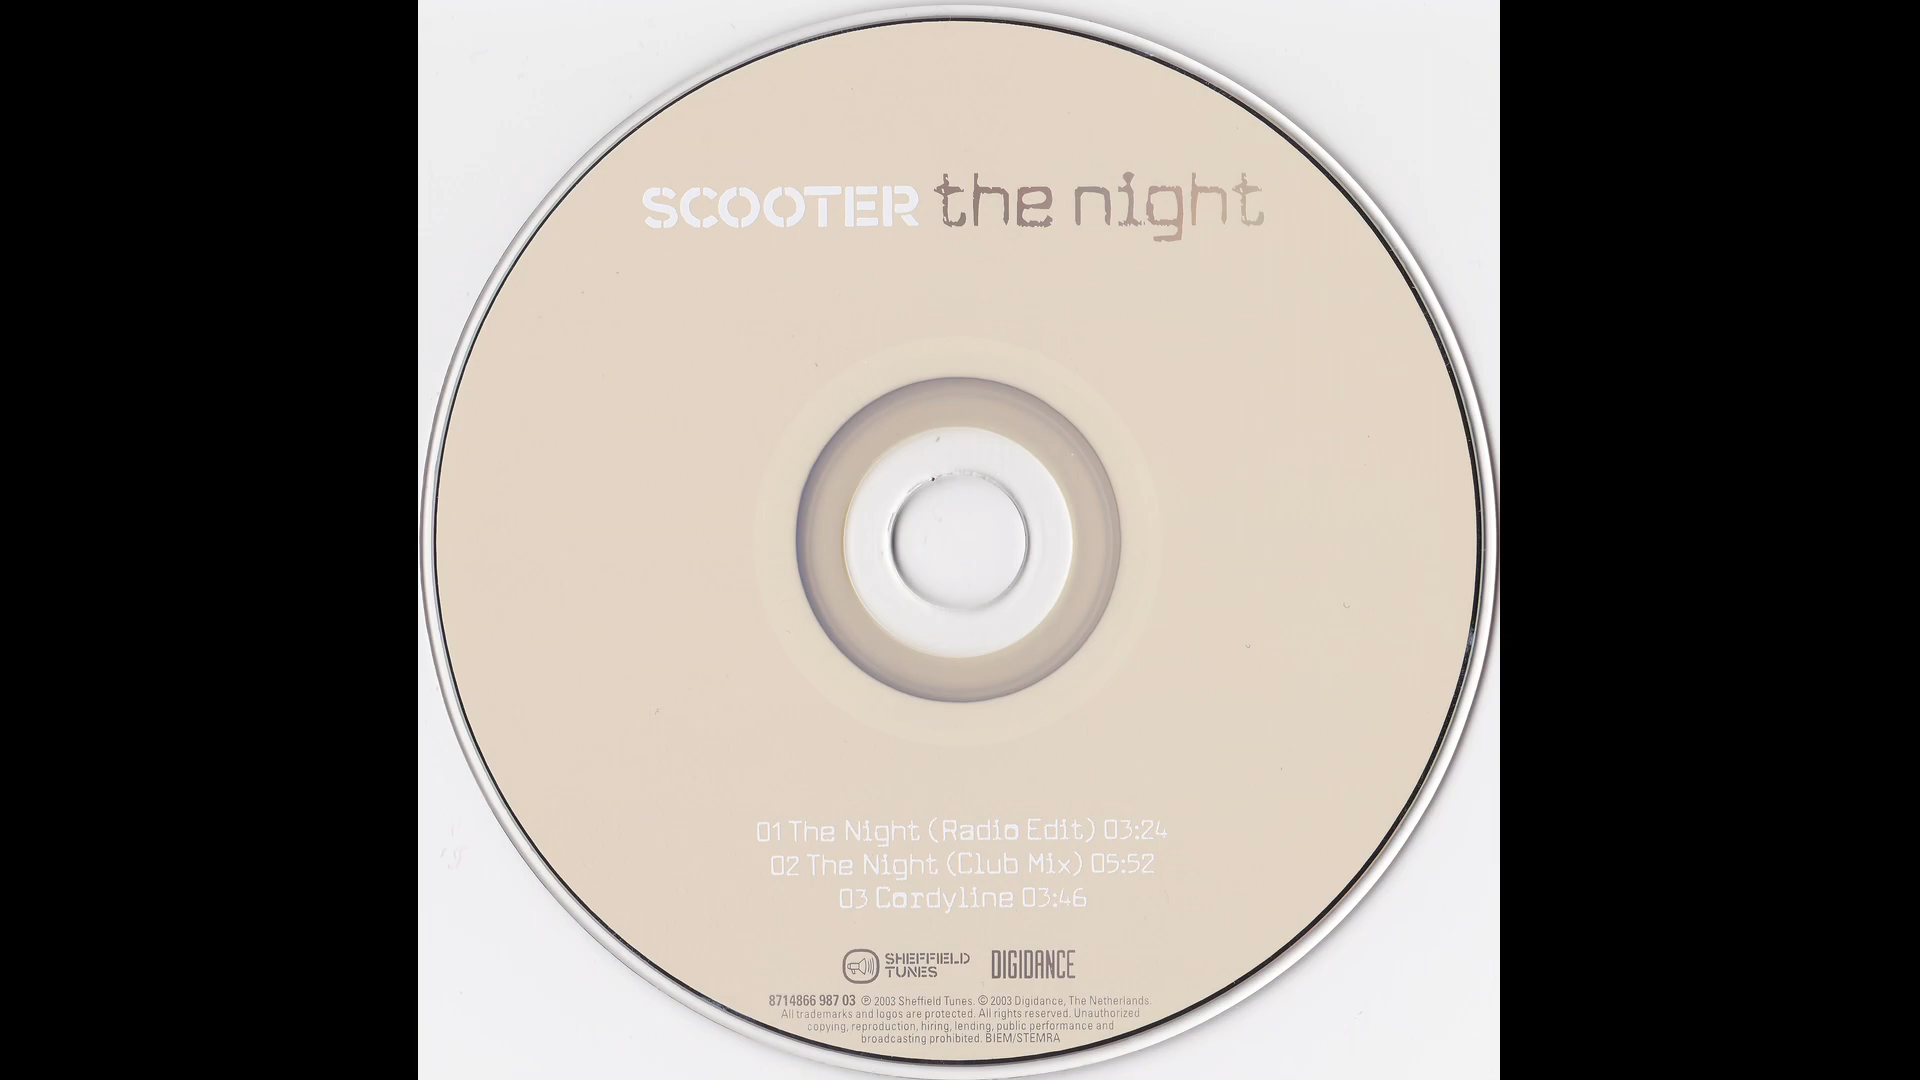 SCOOTER the night
01 The Night (Radio Edit) 03:24
02 The Night (Club Mix) 05:52
03 Cordyline 03:46
SHEFFIELD
TUNES
DIGIDANCE
8714866 987 03 ℗ 2003 Sheffield Tunes. © 2003 Digidance, The Netherlands.
All trademarks and logos are protected. All rights reserved. Unauthorized
copying, reproduction, hiring, lending, public performance and
broadcasting prohibited. BIEM/STEMRA